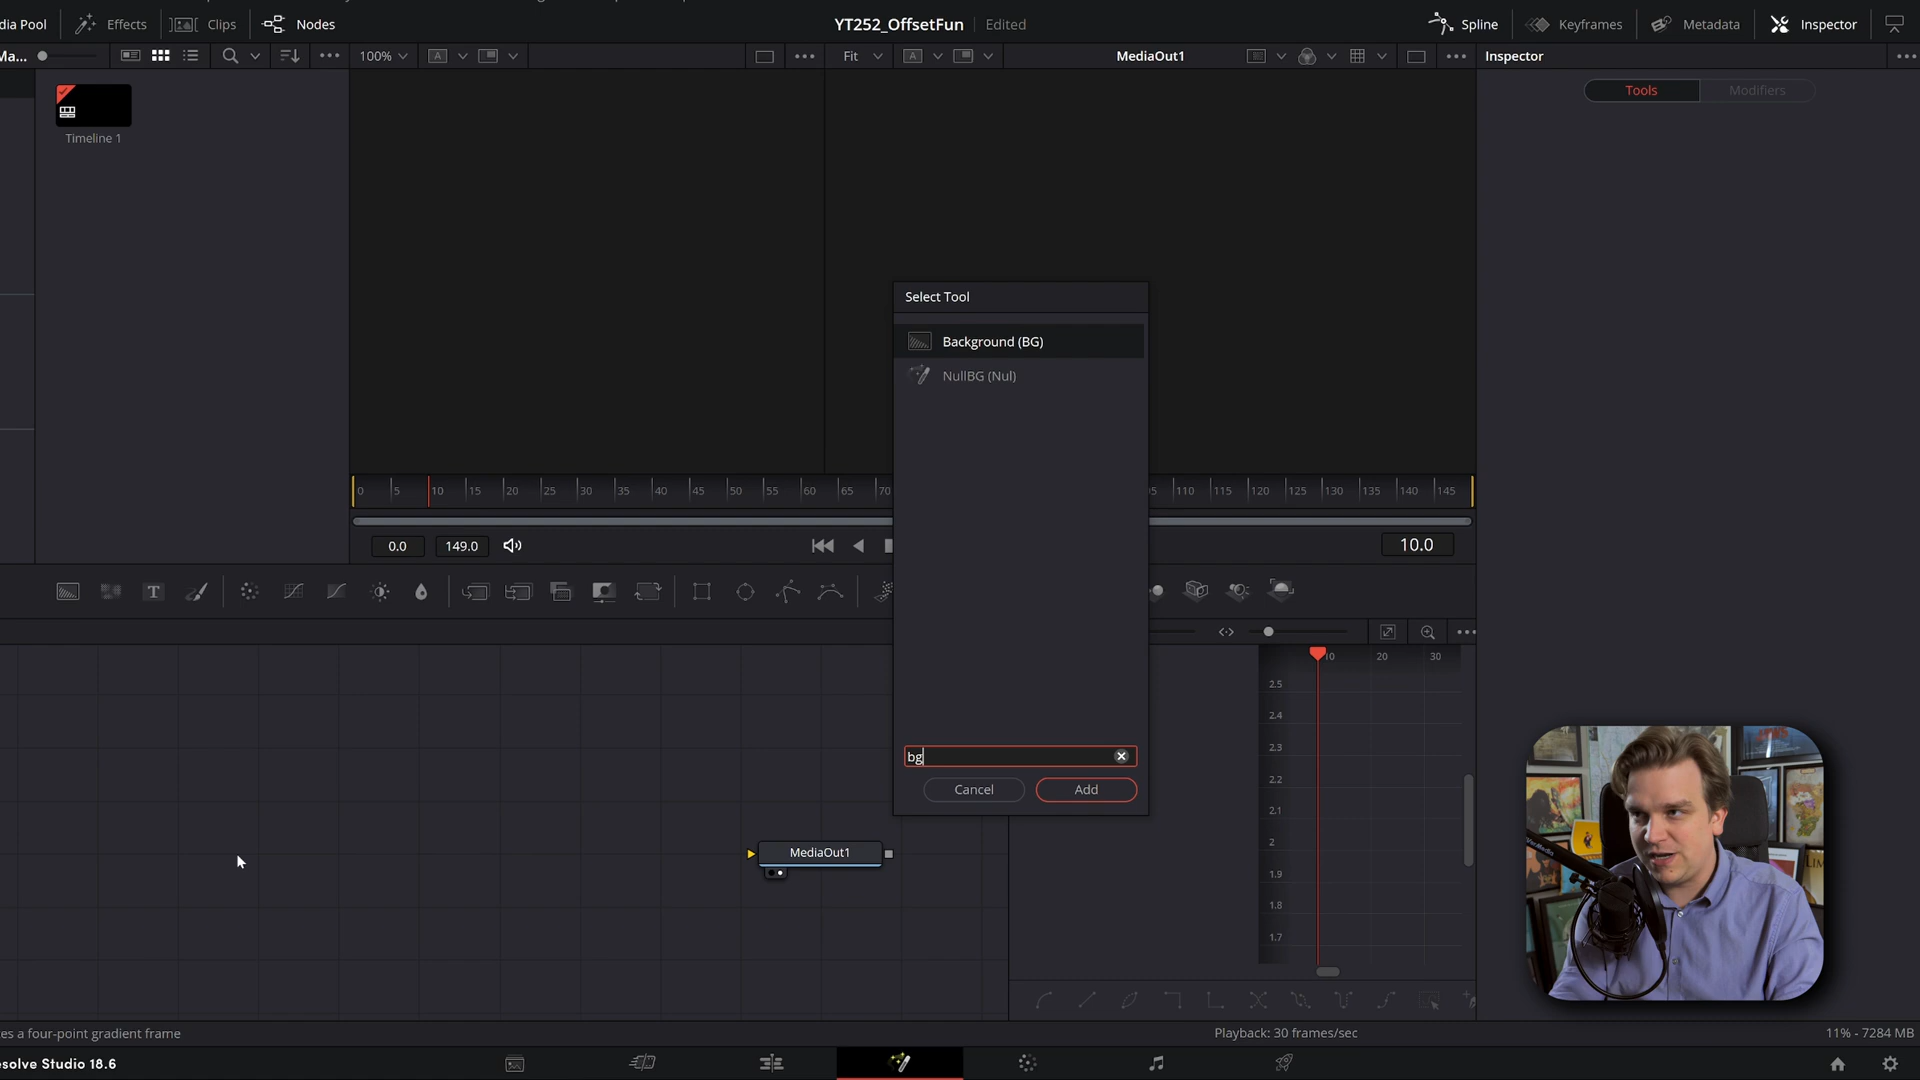 dia Pool
Effects
Clips
Nodes
YT252_OffsetFun
Edited
Spline
Keyframes
Metadata
Inspector
Ma...
100%
A
Fit
A
MediaOut1
Inspector
Tools
Modifiers
Timeline 1
Select Tool
Background (BG)
NullBG (Nul)
0 5 10 15 20 25 30 35 40 45 50 55 60 65 70
05 110 115 120 125 130 135 140 145
0.0
149.0
10.0
T
10 20 30
2.5
2.4
2.3
2.2
2.1
2
1.9
1.8
1.7
bg
Cancel
Add
MediaOut1
es a four-point gradient frame
Playback: 30 frames/sec
11% - 7284 MB
esolve Studio 18.6